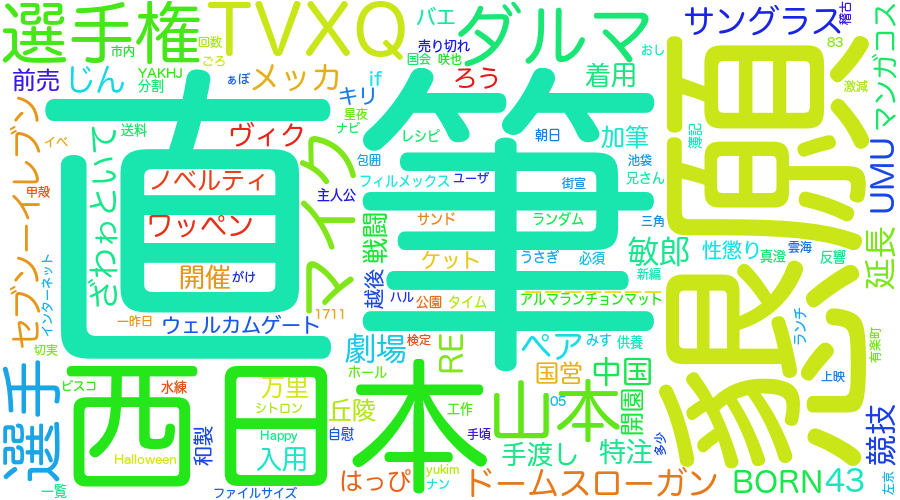 選手権
TVXQ
ダルマ
バエ
売り切れ
国会
咲也
サングラス
稽古
83
マンガコス
市内
回数
ごろ
おし
前売
じん
YAKHJ
分割
ぁぼ
メッカ
if
キリ
星夜
ナビ
ろう
着用
激減
直筆
懇願
セブンーイレブン
イベ
送料
ヴィク
マイク
包囲
レシピ
朝日
加筆
池袋
簿記
UMU
甲殻
ざわわといて
ノベルティ
主人公
フィルメックス
ユーザ
街宣
兄さん
ワッペン
戦闘
サンド
ランダム
三角
延長
敏郎
性懲り
雲海
真澄
反響
開催
がけ
ケット
うさぎ
必須
新編
インターネット
越後
ハル
公園
タイム
アルマランチョンマット
一昨日
ウェルカムゲート
1711
切実
劇場
検定
RE
ペア
みす
供養
ランチ
有楽町
ホール
国営
中国
上映
選手
ピスコ
西日本
水練
万里
シトロン
丘陵
工作
山本
05
開園
競技
和製
Happy
入用
自慰
手頃
手渡し
特注
多少
Halloween
はっぴ
yukim
ナン
ドームスローガン
BORN
43
左京
一覧
ファイルサイズ